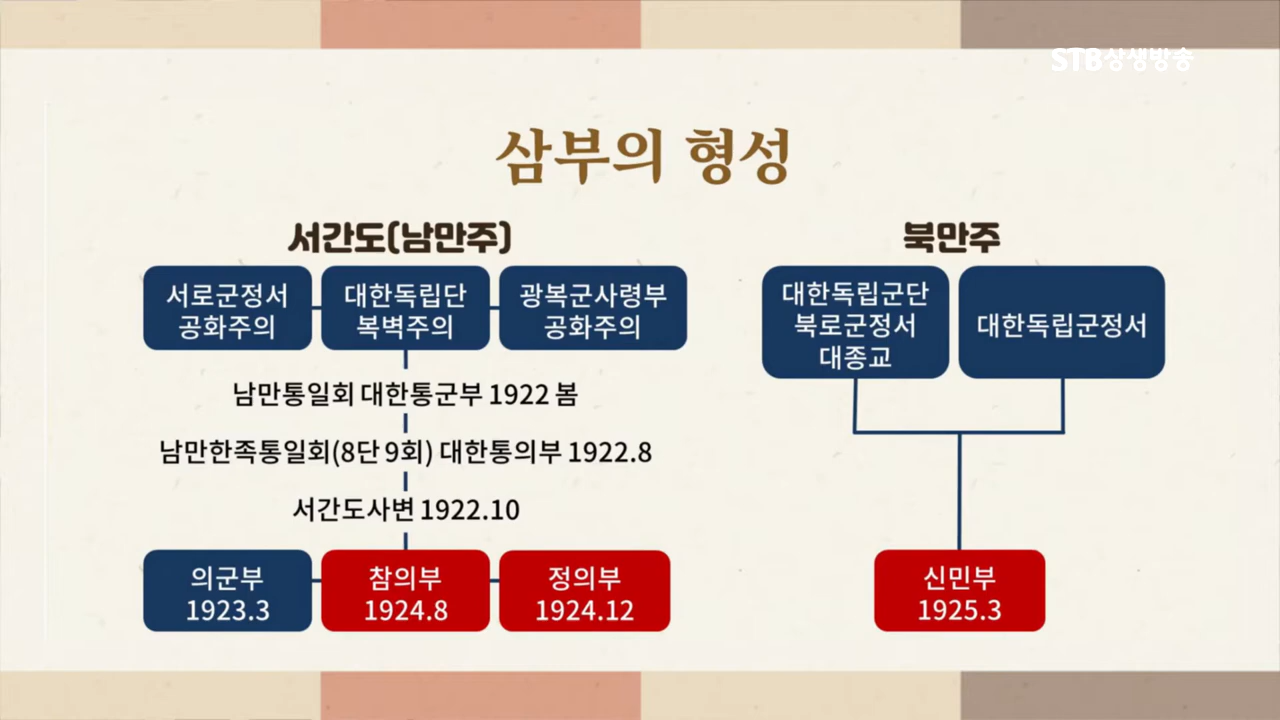 STB상생방송
삼부의 형성
서간도(남만주)
서로군정서
공화주의
대한독립단
복벽주의
광복군사령부
공화주의
남만통일회 대한통군부 1922 봄
남만한족통일회(8단 9회) 대한통의부 1922.8
서간도사변 1922.10
의군부
1923.3
참의부
1924.8
정의부
1924.12
북만주
대한독립군단
북로군정서
대종교
대한독립군정서
신민부
1925.3